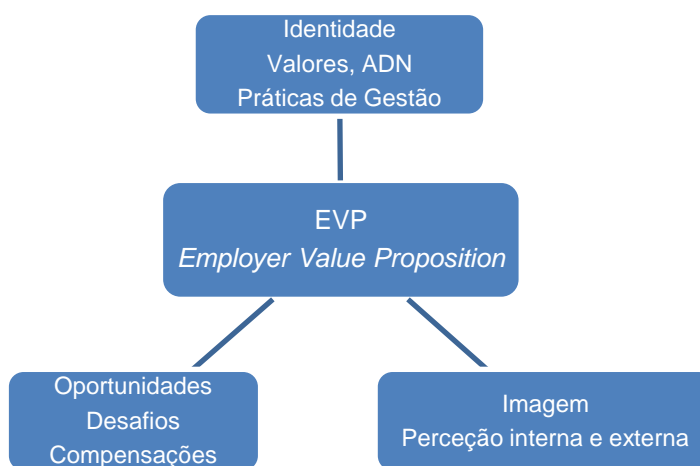 Identidade
Valores, ADN
Práticas de Gestão
EVP
Employer Value Proposition
Oportunidades
Desafios
Compensações
Imagem
Perceção interna e externa